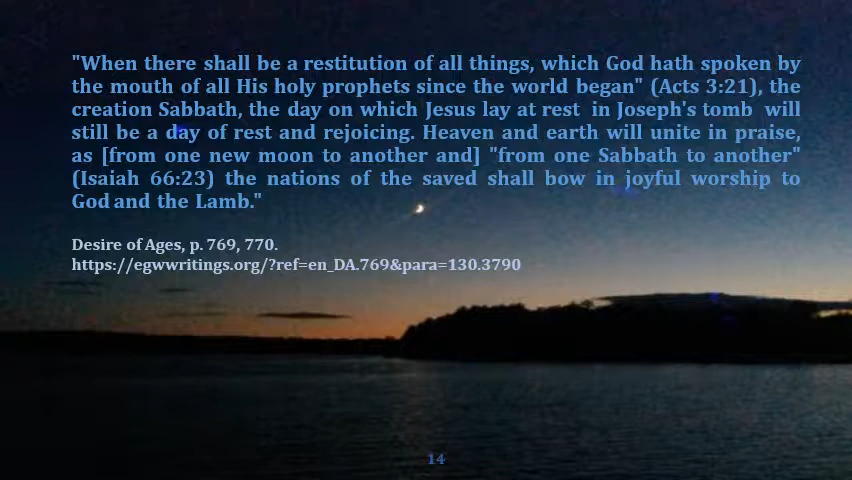 "When there shall be a restitution of all things, which God hath spoken by
the mouth of all His holy prophets since the world began" (Acts 3:21), the
creation Sabbath, the day on which Jesus lay at rest in Joseph's tomb will
still be a day of rest and rejoicing. Heaven and earth will unite in praise,
as [from one new moon to another and] "from one Sabbath to another"
(Isaiah 66:23) the nations of the saved shall bow in joyful worship to
God and the Lamb."
Desire of Ages, p. 769, 770.
https://egwwritings.org/?ref=en_DA.769&para=130.3790
14